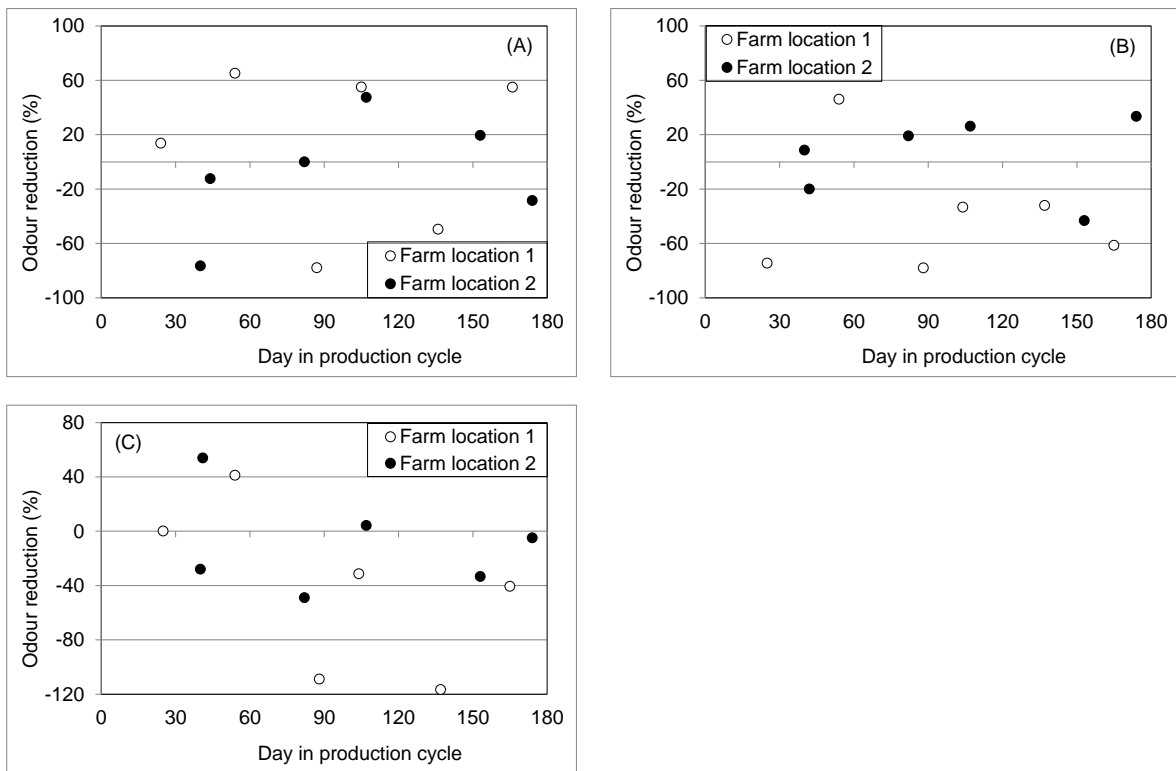 100
60
20
-20
-60
-100
0 30 60 90 120 150 180
Odour reduction (%)
Day in production cycle
(A)
Farm location 1
Farm location 2
100
60
20
-20
-60
-100
0 30 60 90 120 150 180
Odour reduction (%)
Day in production cycle
(B)
Farm location 1
Farm location 2
80
40
0
-40
-80
-120
0 30 60 90 120 150 180
Odour reduction (%)
Day in production cycle
(C)
Farm location 1
Farm location 2